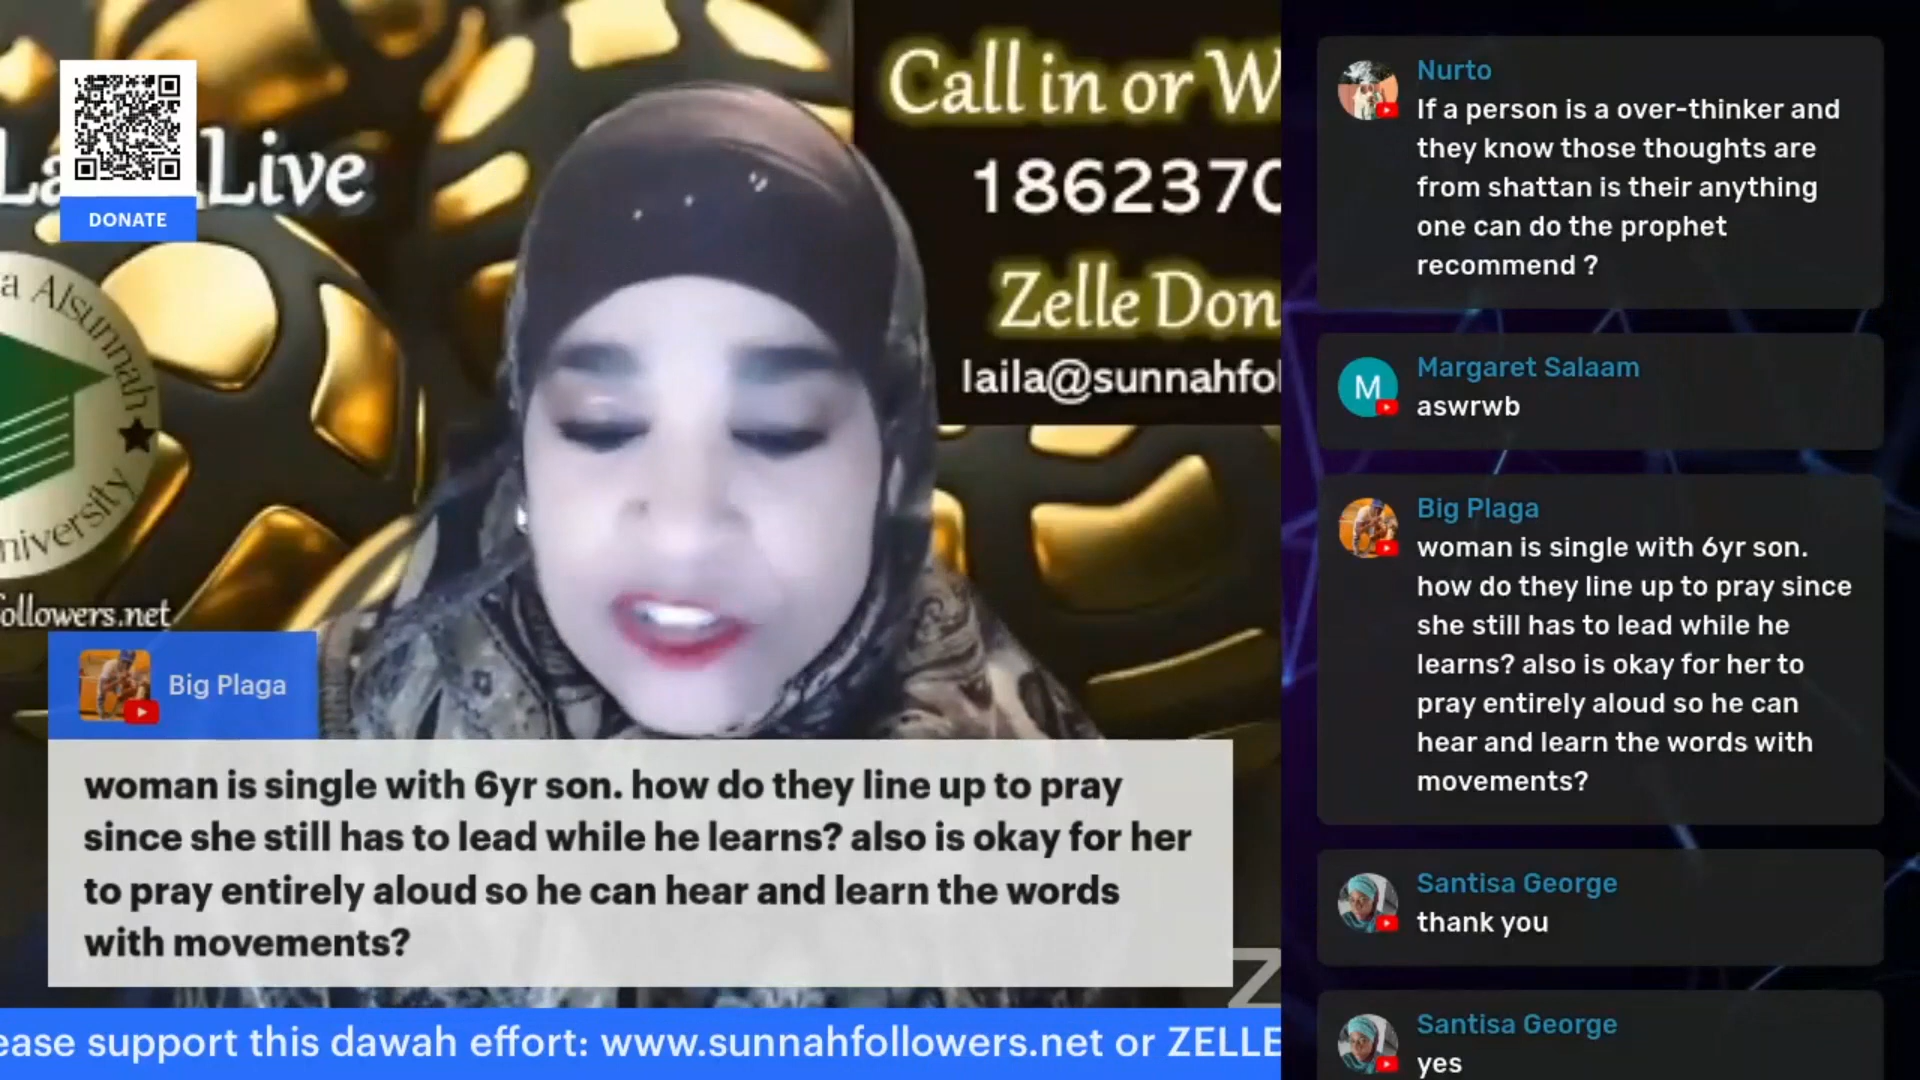 DONATE
Live
a Alsunnah
niversity
ollowers.net
Call in or W
1862370
Zelle Don
laila@sunnahfol
Big Plaga
woman is single with 6yr son. how do they line up to pray
since she still has to lead while he learns? also is okay for her
to pray entirely aloud so he can hear and learn the words
with movements?
ease support this dawah effort: www.sunnahfollowers.net or ZELLE
Nurto
If a person is a over-thinker and
they know those thoughts are
from shattan is their anything
one can do the prophet
recommend ?
M
Margaret Salaam
aswrwb
Big Plaga
woman is single with 6yr son.
how do they line up to pray since
she still has to lead while he
learns? also is okay for her to
pray entirely aloud so he can
hear and learn the words with
movements?
Santisa George
thank you
Santisa George
yes